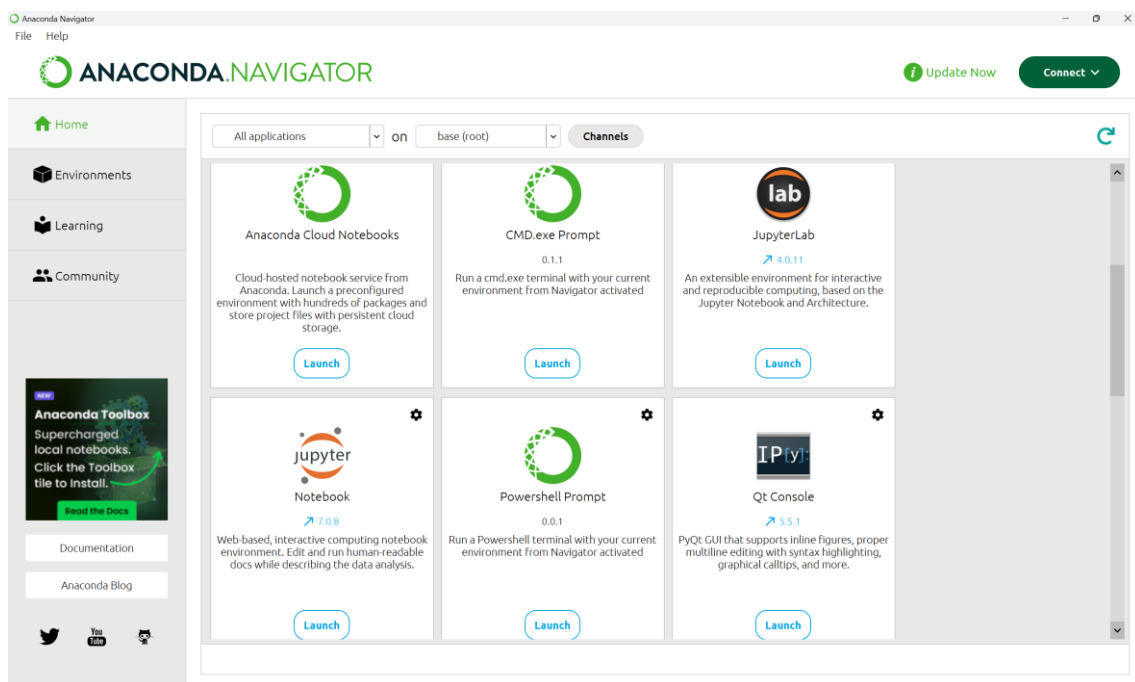 Anaconda Navigator
File Help
ANACONDA.NAVIGATOR
i Update Now
Connect
Home
Environments
Learning
Community
All applications
on
base (root)
Channels
Anaconda Cloud Notebooks
Cloud-hosted notebook service from
Anaconda. Launch a preconfigured
environment with hundreds of packages and
store project files with persistent cloud
storage.
Launch
CMD.exe Prompt
0.1.1
Run a cmd.exe terminal with your current
environment from Navigator activated
Launch
lab
JupyterLab
4.0.11
An extensible environment for interactive
and reproducible computing, based on the
Jupyter Notebook and Architecture.
Launch
jupyter
Notebook
7.0.8
Web-based, interactive computing notebook
environment. Edit and run human-readable
docs while describing the data analysis.
Launch
Powershell Prompt
0.0.1
Run a Powershell terminal with your current
environment from Navigator activated
Launch
IP[y]:
Qt Console
5.5.1
PyQt GUI that supports inline figures, proper
multiline editing with syntax highlighting,
graphical calltips, and more.
Launch
NEW
Anaconda Toolbox
Supercharged
local notebooks.
Click the Toolbox
tile to install.
Read the Docs
Documentation
Anaconda Blog
You
Tube